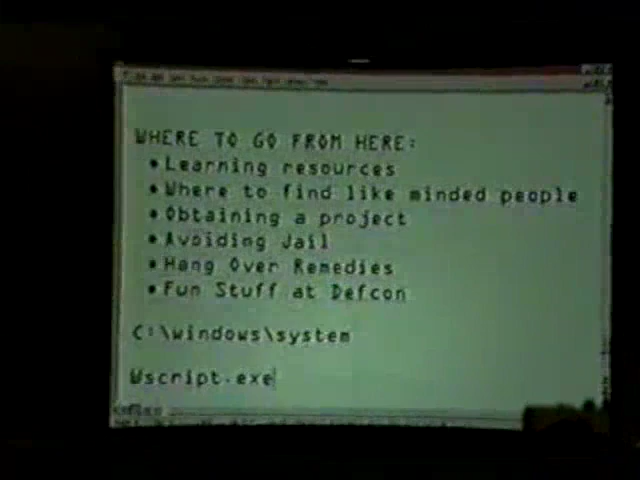 WHERE TO GO FROM HERE:
•Learning resources
•Where to find like minded people
•Obtaining a project
•Avoiding Jail
•Hang Over Remedies
•Fun Stuff at Defcon
C:\windows\system
Wscript.exe